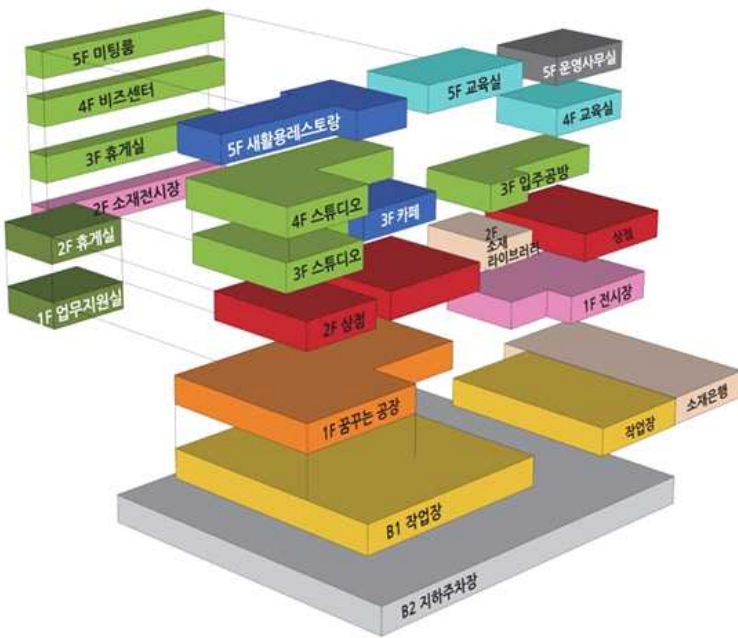 5F 미팅룸
5F 운영사무실
5F 교육실
4F 비즈센터
4F 교육실
5F 새활용레스토랑
3F 휴게실
3F 입주공방
2F 소재전시장
4F 스튜디오
3F 카페
2F 휴게실
2F
소재
라이브러리
상점
3F 스튜디오
1F 업무지원실
1F 전시장
2F 상점
1F 꿈꾸는 공장
소재은행
작업장
B1 작업장
B2 지하주차장